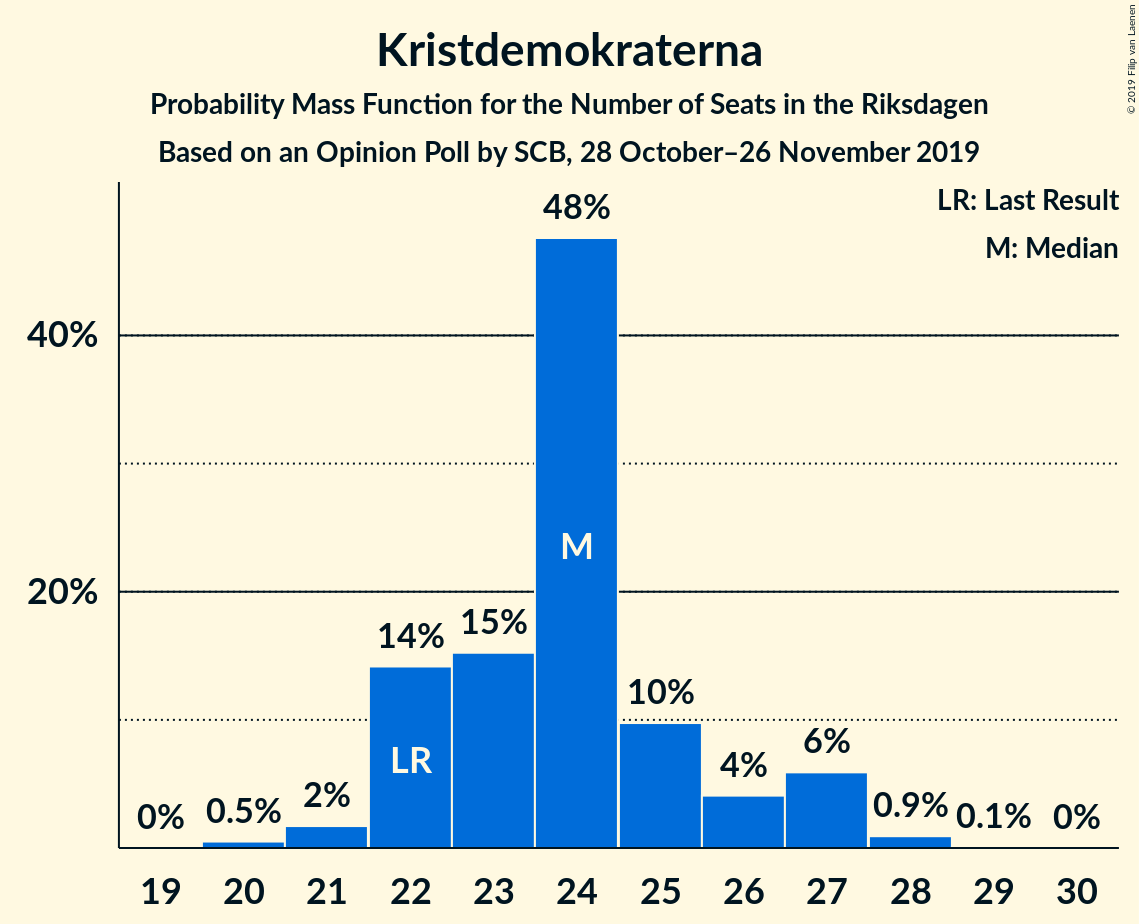 Kristdemokraterna
Probability Mass Function for the Number of Seats in the Riksdagen
Based on an Opinion Poll by SCB, 28 October–26 November 2019
© 2019 Filip van Laenen
LR: Last Result
M: Median
40%
20%
0%
0.5%
2%
14%
15%
48%
10%
4%
6%
0.9%
0.1%
0%
LR
M
19 20 21 22 23 24 25 26 27 28 29 30